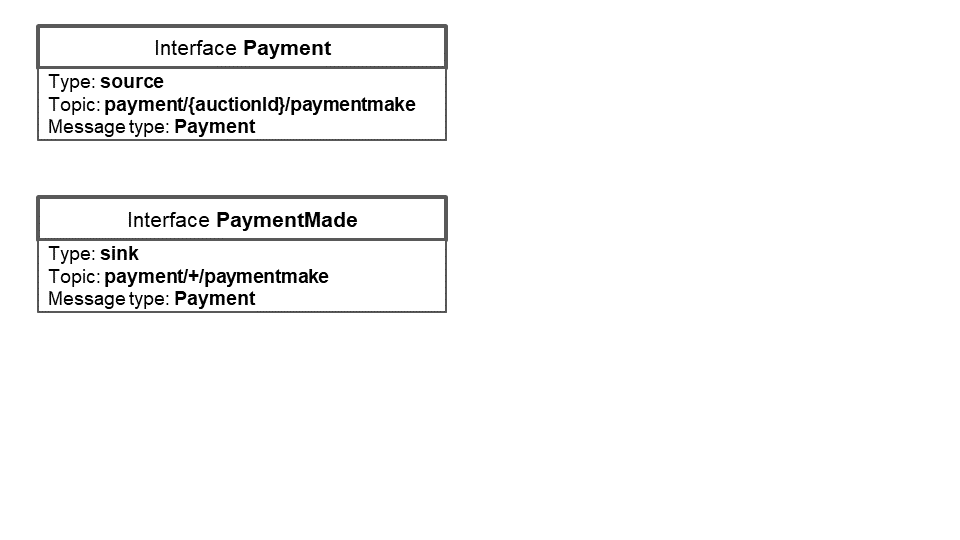 Interface Payment
Type: source
Topic: payment/{auctionId}/paymentmake
Message type: Payment
Interface PaymentMade
Type: sink
Topic: payment/+/paymentmake
Message type: Payment